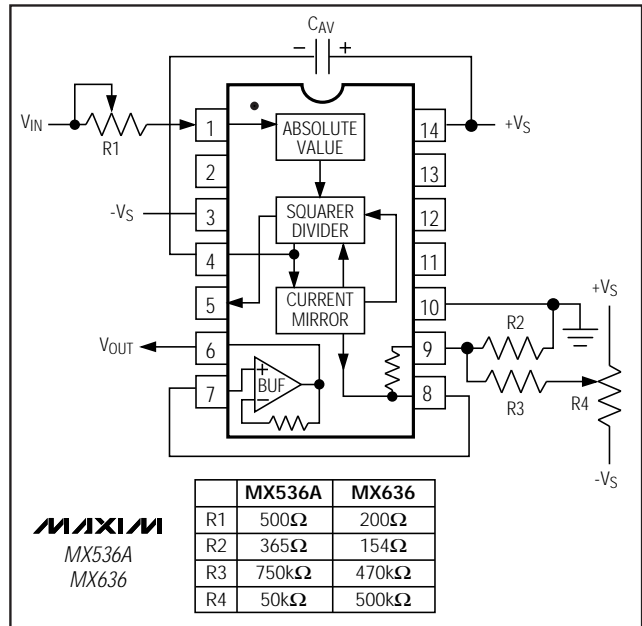 CAV
− +
VIN
R1
1
ABSOLUTE
VALUE
14
+VS
2
13
-VS
3
SQUARER
DIVIDER
12
4
11
5
CURRENT
MIRROR
10
+VS
VOUT
6
9
R2
7
+
−
BUF
8
R3
R4
-VS
MX536A MX636
R1 500Ω 200Ω
R2 365Ω 154Ω
R3 750kΩ 470kΩ
R4 50kΩ 500kΩ
MAXIM
MX536A
MX636